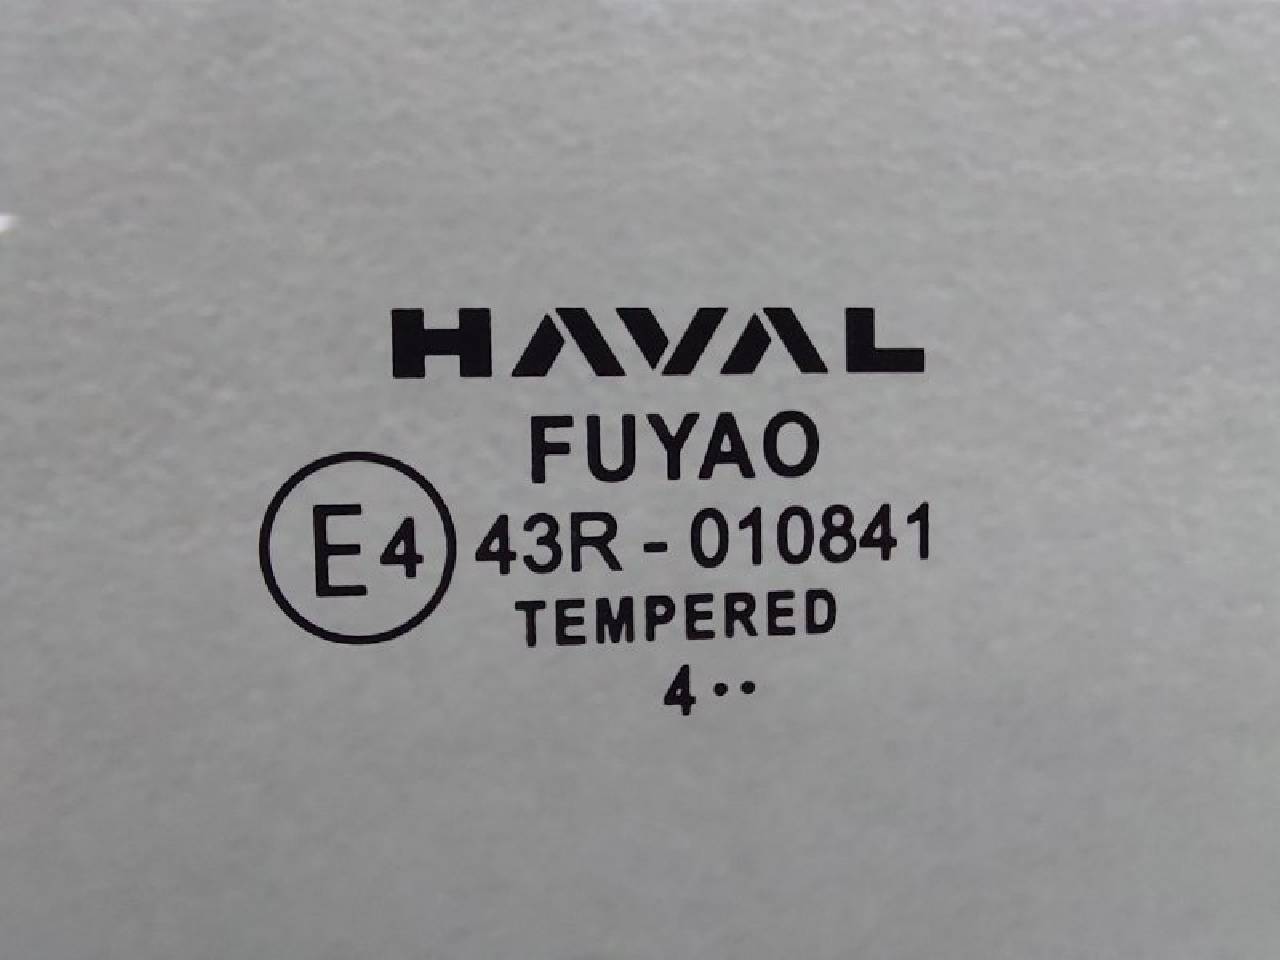 HAVAL
FUYAO
E4 43R - 010841
TEMPERED
4 ••